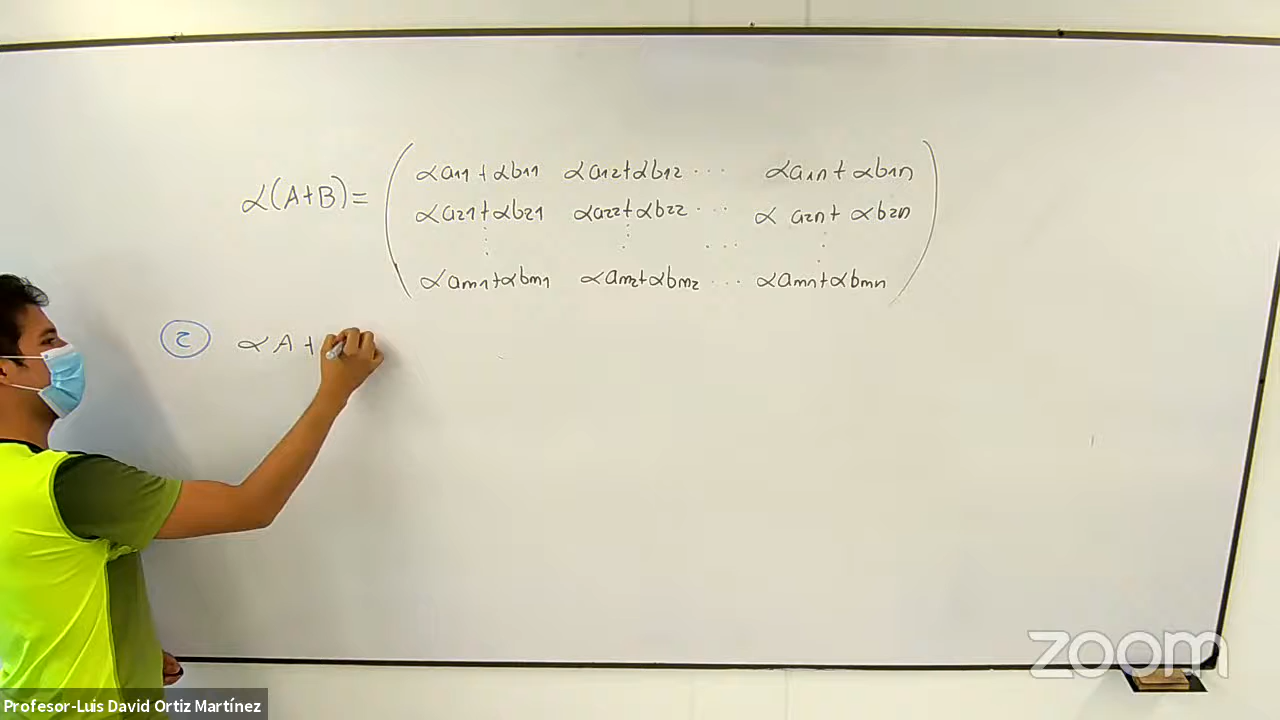 α(A+B)= αa11+αb11 αa12+αb12 ... αa1n+αb1n
αa21+αb21 αa22+αb22 ... α a2n+αb2n
⋮ ⋮ ... ⋮
αam1+αbm1 αam2+αbm2 ... αamn+αbmn
2 αA+
zoom
Profesor-Luis David Ortiz Martínez